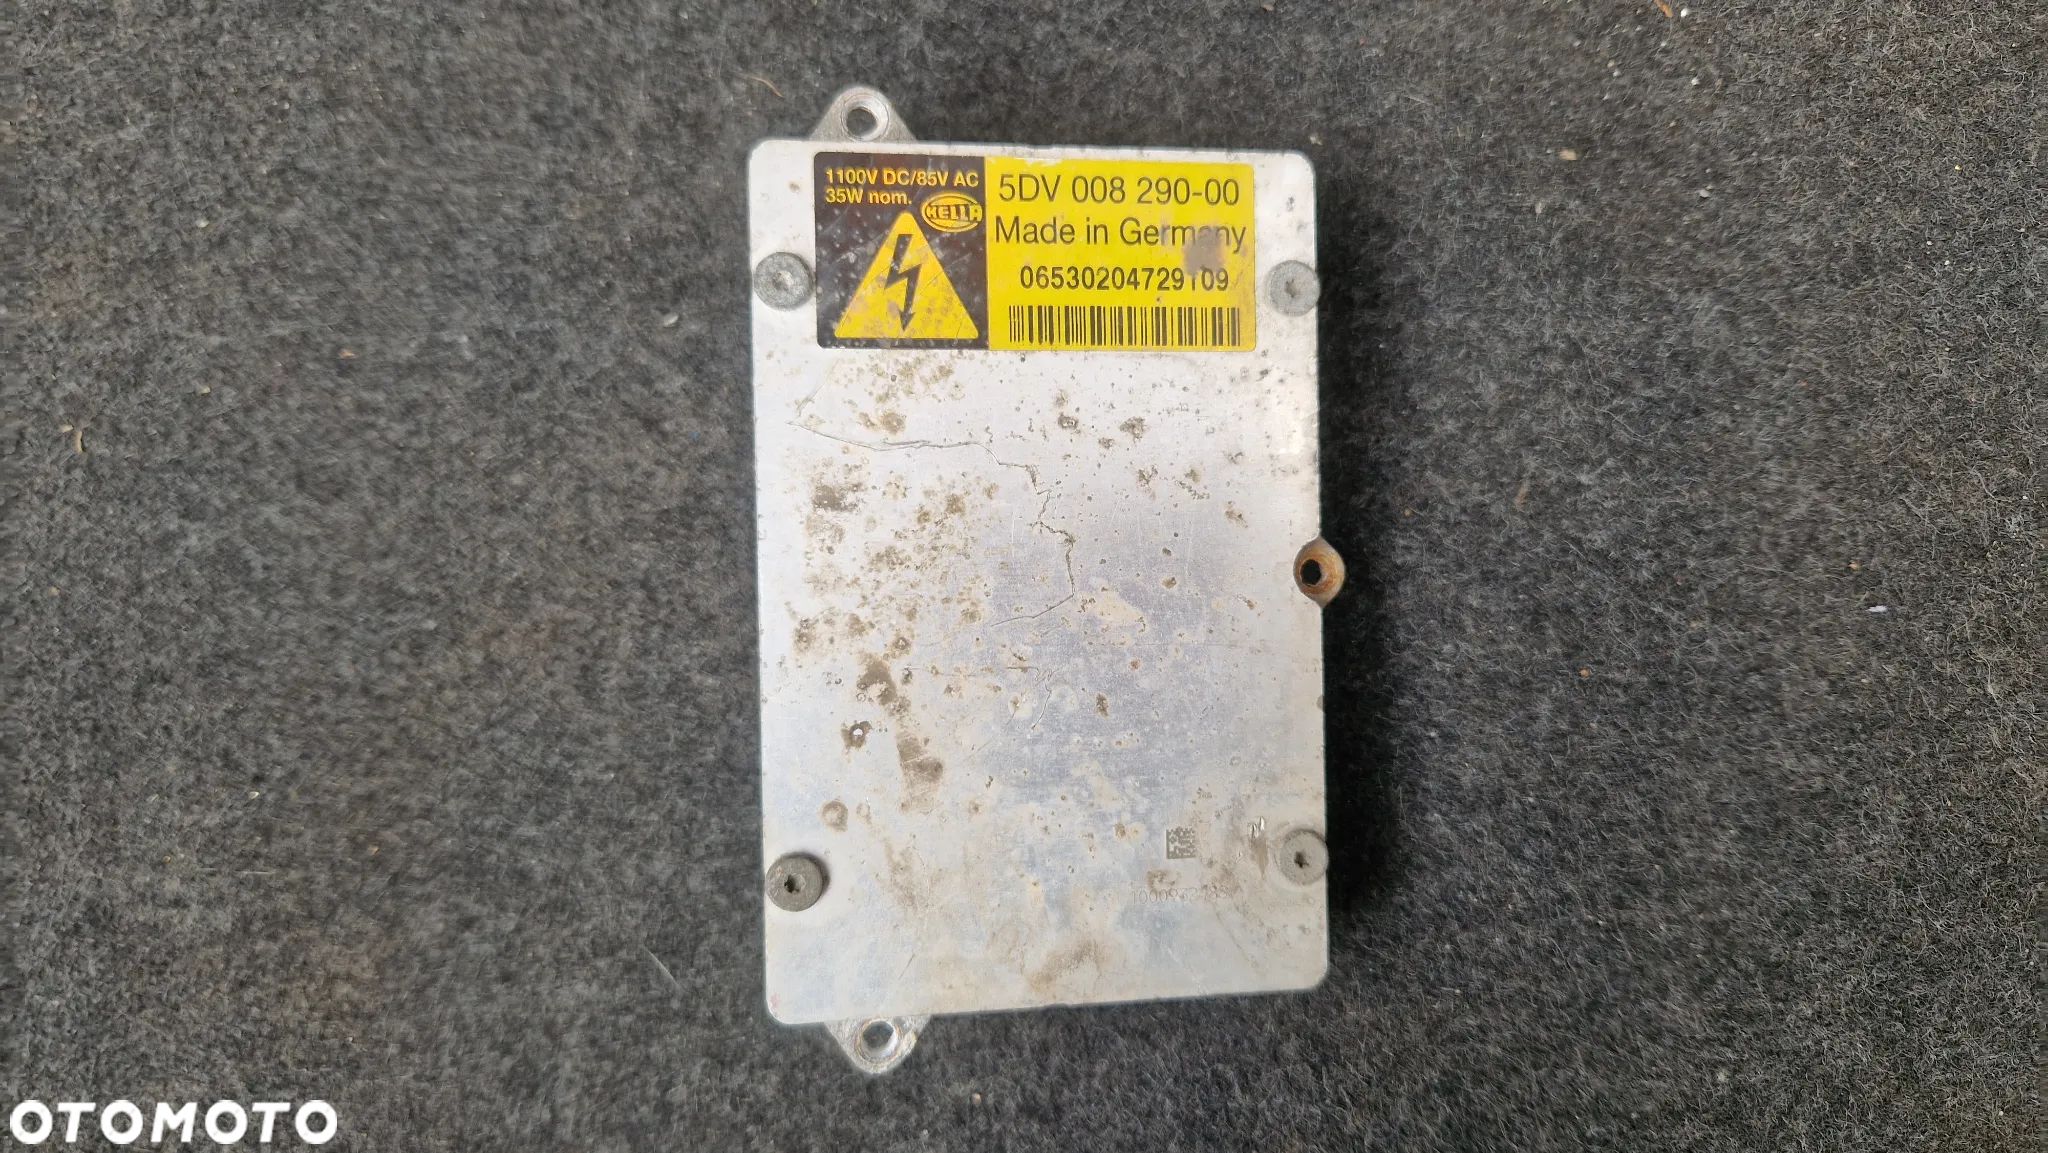 1100V DC/85V AC
35W nom.
HELLA
5DV 008 290-00
Made in Germany
06530204729109
OTOMOTO